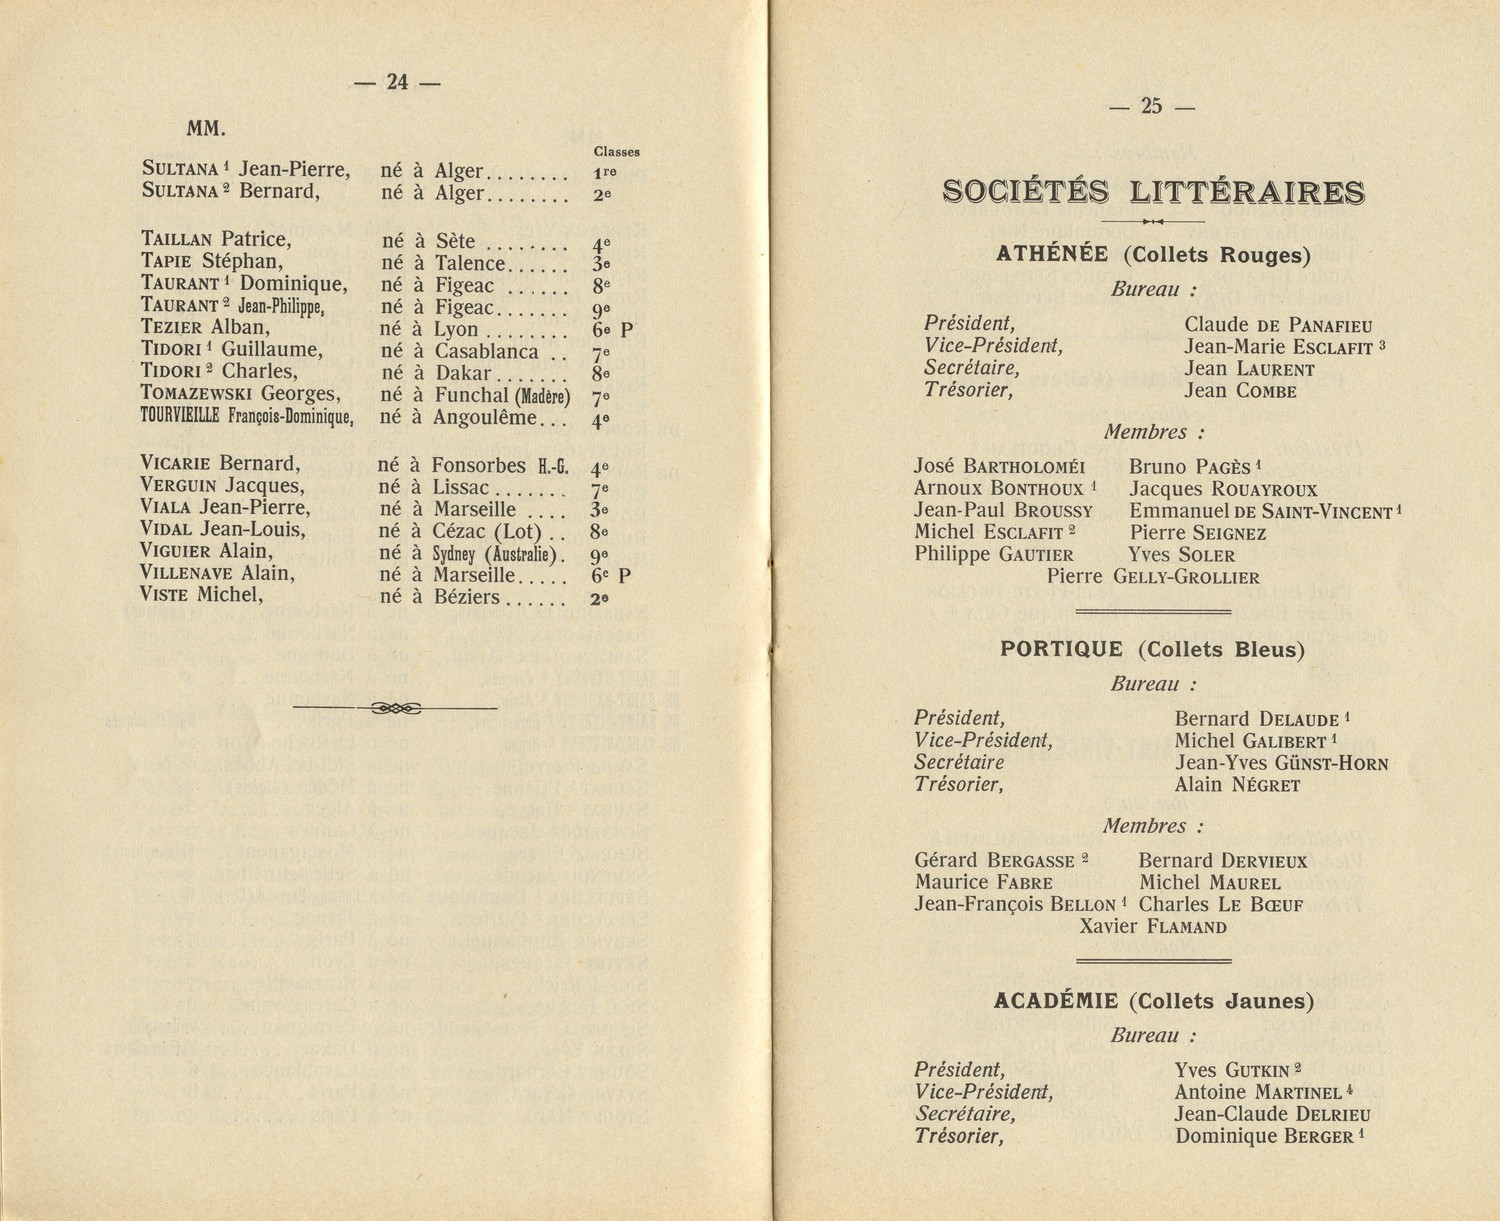 — 24 —
MM.
Classes
SULTANA 1 Jean-Pierre, né à Alger........ 1re
SULTANA 2 Bernard, né à Alger........ 2e
TAILLAN Patrice, né à Sète ........ 4e
TAPIE Stéphan, né à Talence...... 3e
TAURANT 1 Dominique, né à Figeac ...... 8e
TAURANT 2 Jean-Philippe, né à Figeac....... 9e
TEZIER Alban, né à Lyon ........ 6e P
TIDORI 1 Guillaume, né à Casablanca .. 7e
TIDORI 2 Charles, né à Dakar....... 8e
TOMAZEWSKI Georges, né à Funchal (Madère) 7e
TOURVIEILLE François-Dominique, né à Angoulême... 4e
VICARIE Bernard, né à Fonsorbes H.-G. 4e
VERGUIN Jacques, né à Lissac....... 7e
VIALA Jean-Pierre, né à Marseille .... 3e
VIDAL Jean-Louis, né à Cézac (Lot) .. 8e
VIGUIER Alain, né à Sydney (Australie). 9e
VILLENAVE Alain, né à Marseille..... 6e P
VISTE Michel, né à Béziers...... 2e
— 25 —
SOCIÉTÉS LITTÉRAIRES
ATHÉNÉE (Collets Rouges)
Bureau :
Président, Claude DE PANAFIEU
Vice-Président, Jean-Marie ESCLAFIT 3
Secrétaire, Jean LAURENT
Trésorier, Jean COMBE
Membres :
José BARTHOLOMÉI Bruno PAGÈS 1
Arnoux BONTHOUX 1 Jacques ROUAYROUX
Jean-Paul BROUSSY Emmanuel DE SAINT-VINCENT 1
Michel ESCLAFIT 2 Pierre SEIGNEZ
Philippe GAUTIER Yves SOLER
Pierre GELLY-GROLLIER
PORTIQUE (Collets Bleus)
Bureau :
Président, Bernard DELAUDE 1
Vice-Président, Michel GALIBERT 1
Secrétaire Jean-Yves GÜNST-HORN
Trésorier, Alain NÉGRET
Membres :
Gérard BERGASSE 2 Bernard DERVIEUX
Maurice FABRE Michel MAUREL
Jean-François BELLON 1 Charles LE BŒUF
Xavier FLAMAND
ACADÉMIE (Collets Jaunes)
Bureau :
Président, Yves GUTKIN 2
Vice-Président, Antoine MARTINEL 4
Secrétaire, Jean-Claude DELRIEU
Trésorier, Dominique BERGER 1